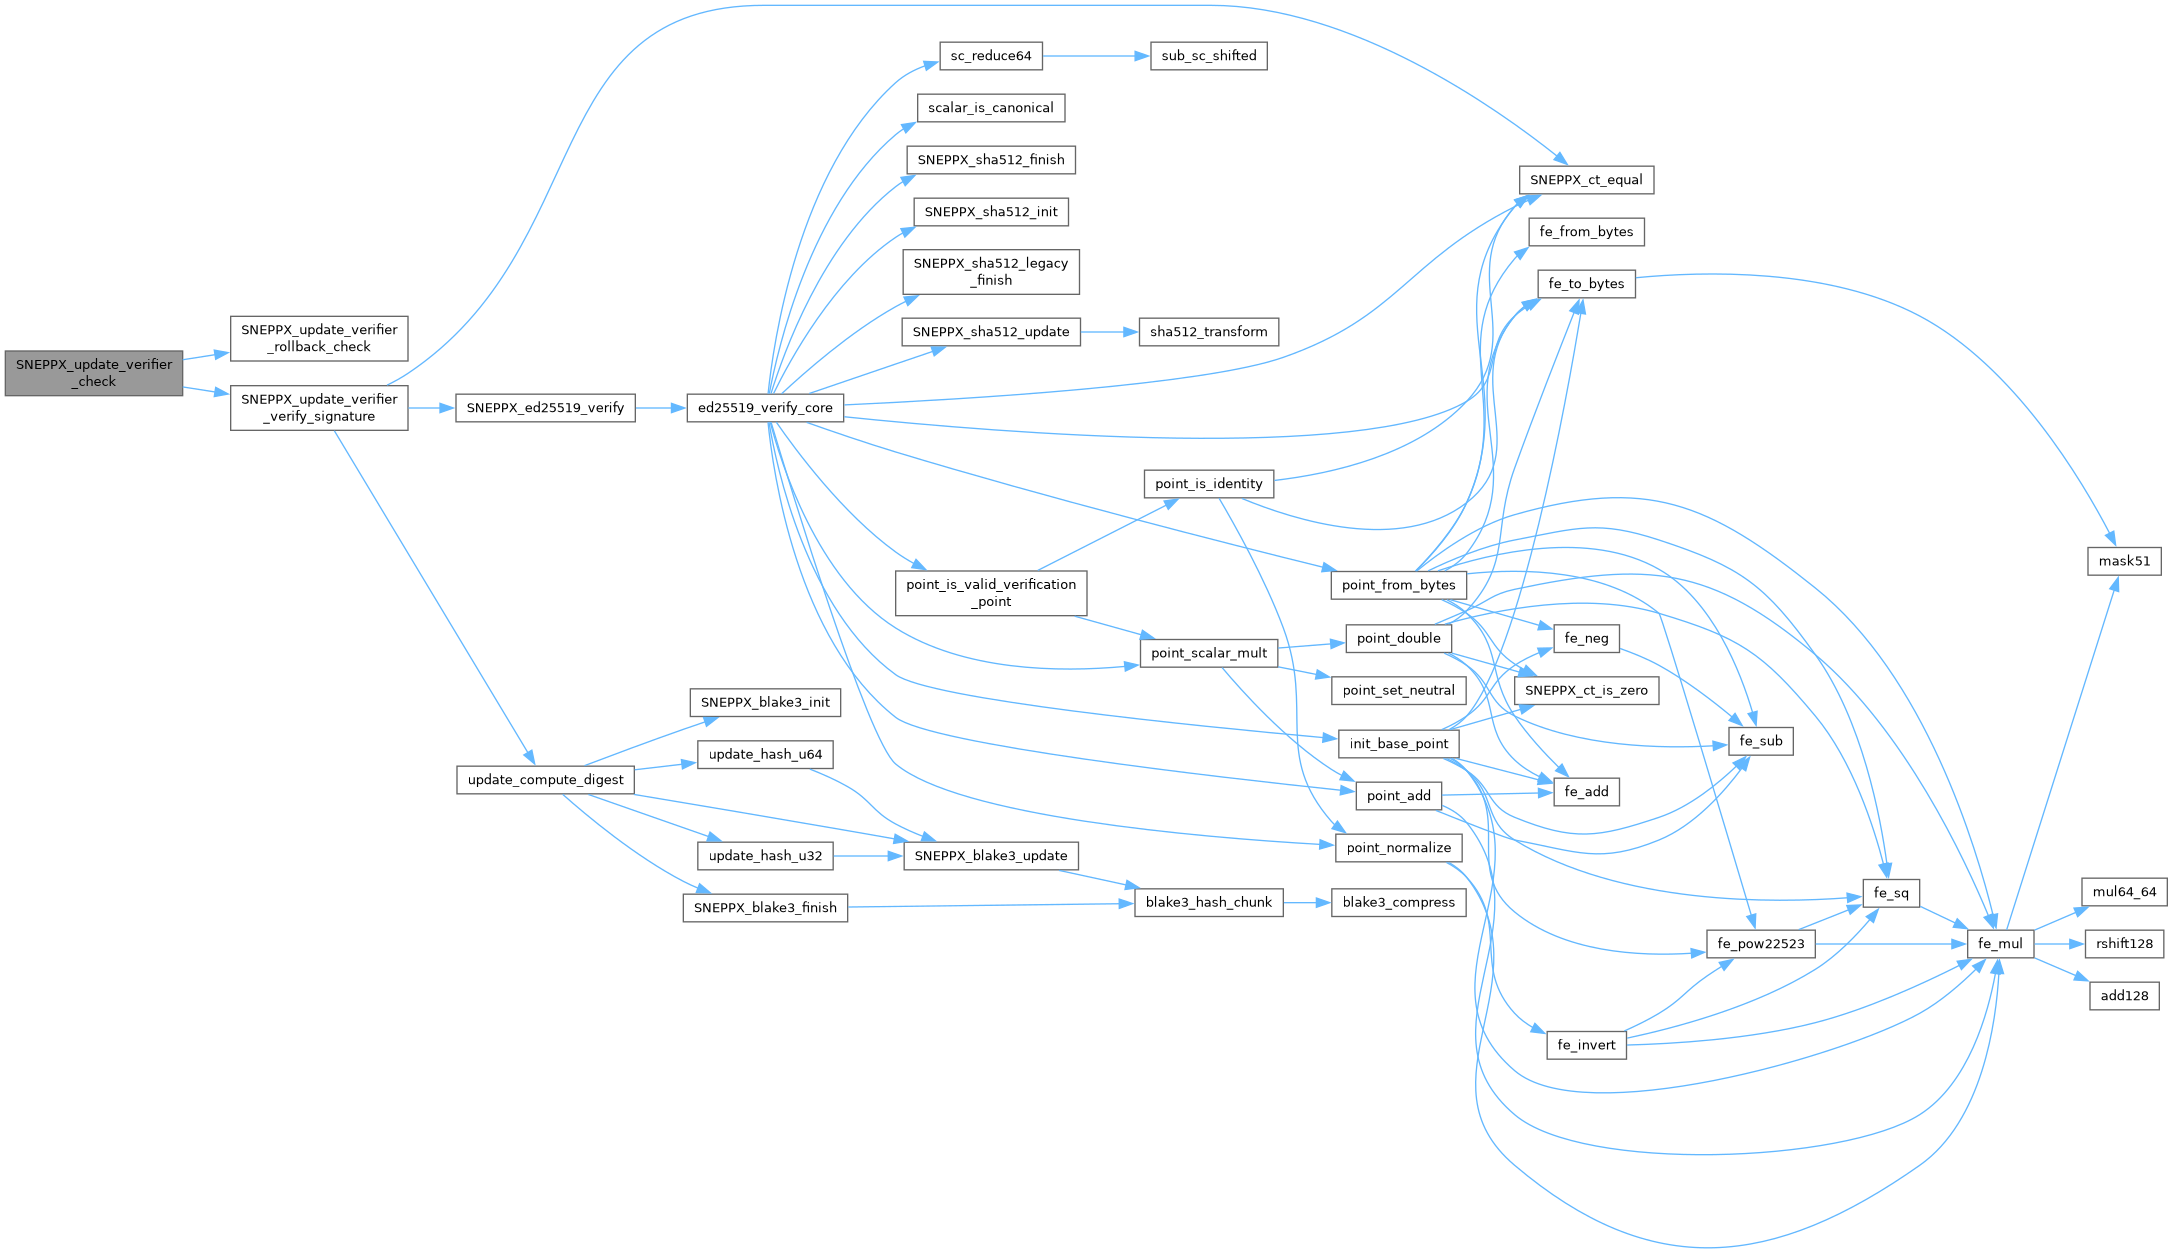 SNEPPX_update_verifier
_check
SNEPPX_update_verifier
_rollback_check
SNEPPX_update_verifier
_verify_signature
SNEPPX_ed25519_verify
update_compute_digest
ed25519_verify_core
SNEPPX_blake3_init
update_hash_u64
update_hash_u32
SNEPPX_blake3_finish
sc_reduce64
scalar_is_canonical
SNEPPX_sha512_finish
SNEPPX_sha512_init
SNEPPX_sha512_legacy
_finish
SNEPPX_sha512_update
point_is_valid_verification
_point
SNEPPX_blake3_update
sub_sc_shifted
sha512_transform
point_is_identity
point_scalar_mult
blake3_hash_chunk
point_from_bytes
point_double
point_set_neutral
init_base_point
point_add
point_normalize
blake3_compress
SNEPPX_ct_equal
fe_from_bytes
fe_to_bytes
fe_neg
SNEPPX_ct_is_zero
fe_add
fe_invert
fe_sub
fe_pow22523
fe_sq
fe_mul
mask51
mul64_64
rshift128
add128